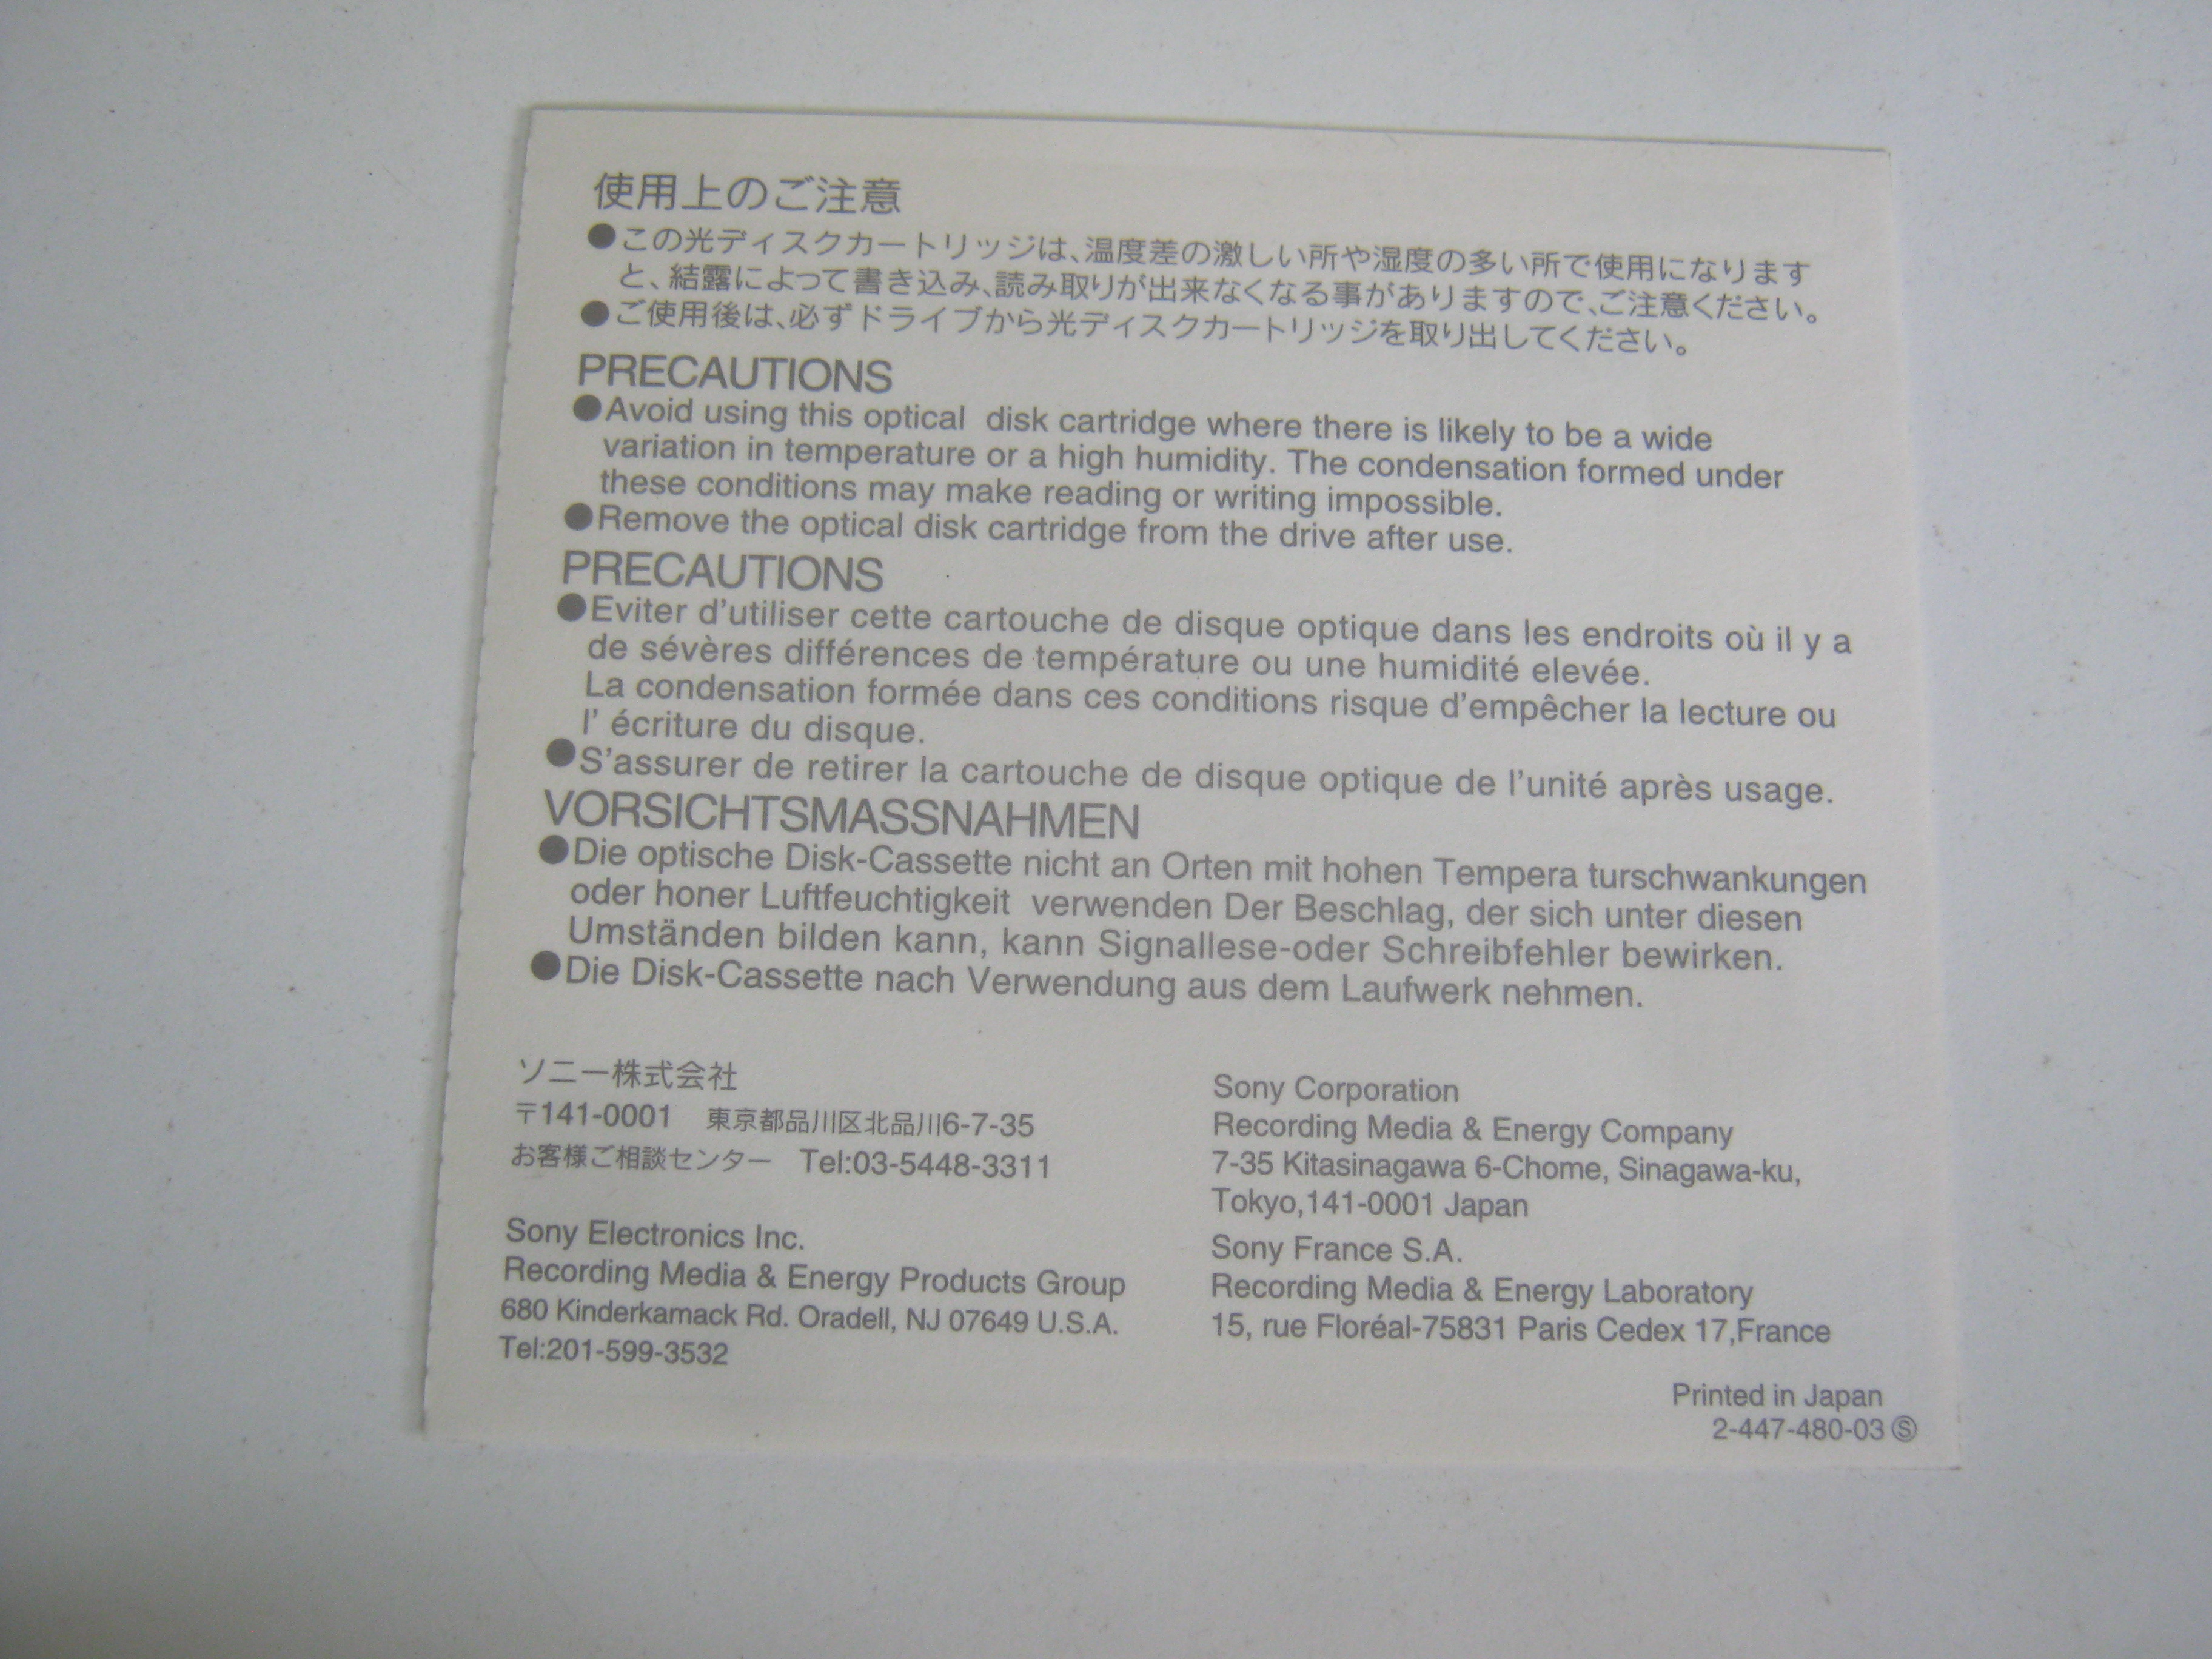 使用上のご注意
●この光ディスクカートリッジは、温度差の激しい所や湿度の多い所で使用になります
と、結露によって書き込み、読み取りが出来なくなる事がありますので、ご注意ください。
●ご使用後は、必ずドライブから光ディスクカートリッジを取り出してください。
PRECAUTIONS
●Avoid using this optical disk cartridge where there is likely to be a wide
variation in temperature or a high humidity. The condensation formed under
these conditions may make reading or writing impossible.
●Remove the optical disk cartridge from the drive after use.
PRECAUTIONS
●Eviter d'utiliser cette cartouche de disque optique dans les endroits où il y a
de sévères différences de température ou une humidité elevée.
La condensation formée dans ces conditions risque d'empêcher la lecture ou
l' écriture du disque.
●S'assurer de retirer la cartouche de disque optique de l'unité après usage.
VORSICHTSMASSNAHMEN
●Die optische Disk-Cassette nicht an Orten mit hohen Tempera turschwankungen
oder honer Luftfeuchtigkeit verwenden Der Beschlag, der sich unter diesen
Umständen bilden kann, kann Signallese-oder Schreibfehler bewirken.
●Die Disk-Cassette nach Verwendung aus dem Laufwerk nehmen.
ソニー株式会社
〒141-0001 東京都品川区北品川6-7-35
お客様ご相談センター Tel:03-5448-3311
Sony Electronics Inc.
Recording Media & Energy Products Group
680 Kinderkamack Rd. Oradell, NJ 07649 U.S.A.
Tel:201-599-3532
Sony Corporation
Recording Media & Energy Company
7-35 Kitasinagawa 6-Chome, Sinagawa-ku,
Tokyo,141-0001 Japan
Sony France S.A.
Recording Media & Energy Laboratory
15, rue Floréal-75831 Paris Cedex 17,France
Printed in Japan
2-447-480-03 Ⓢ